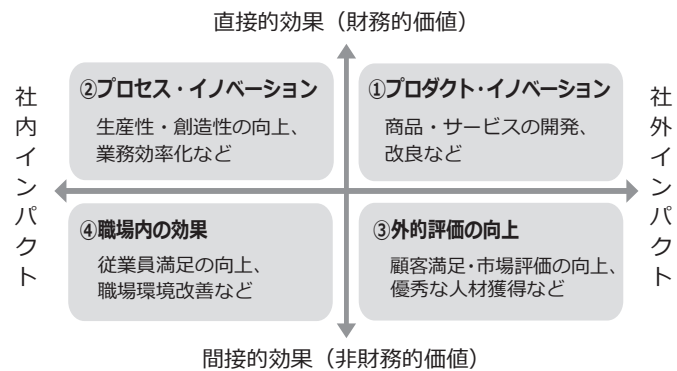 直接的効果（財務的価値）
社内インパクト
②プロセス・イノベーション
生産性・創造性の向上、
業務効率化など
①プロダクト・イノベーション
商品・サービスの開発、
改良など
社外インパクト
④職場内の効果
従業員満足の向上、
職場環境改善など
③外的評価の向上
顧客満足・市場評価の向上、
優秀な人材獲得など
間接的効果（非財務的価値）